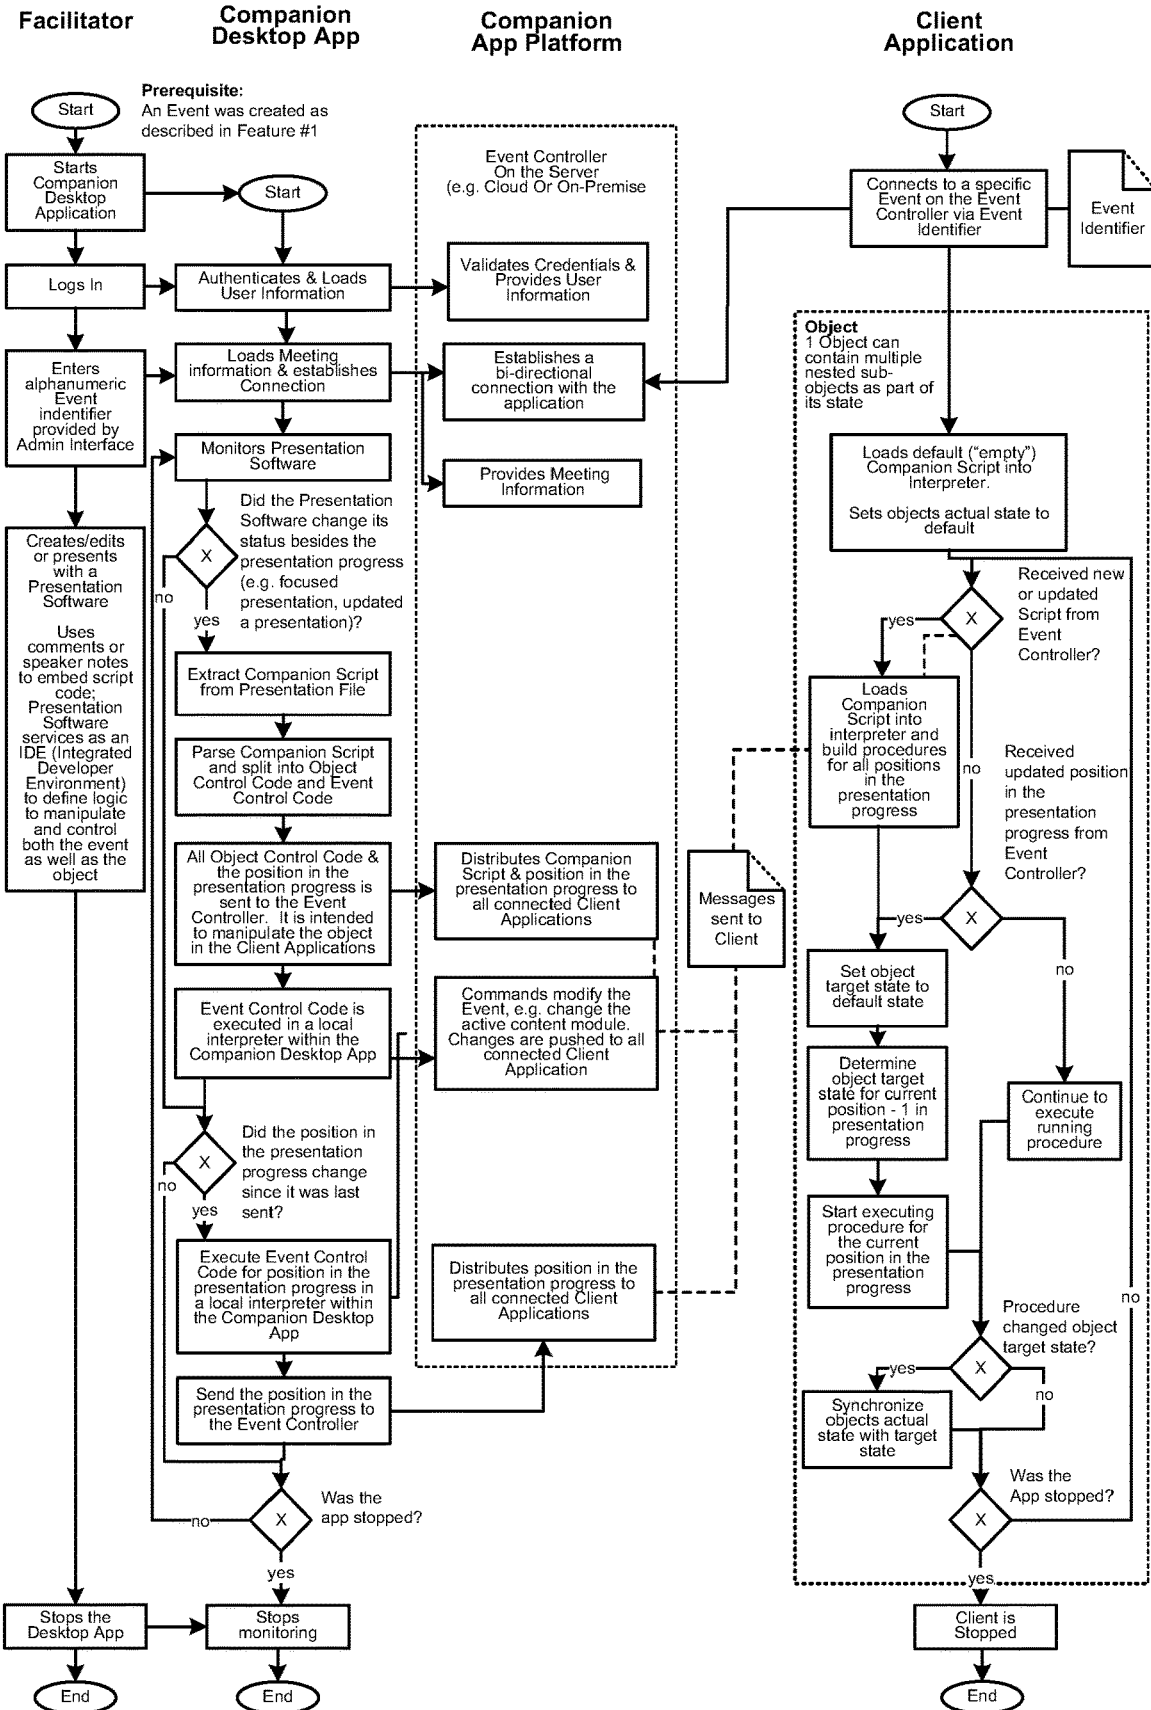 Facilitator
Companion
Desktop App
Companion
App Platform
Client
Application
Start
Prerequisite:
An Event was created as
described in Feature #1
Starts
Companion
Desktop
Application
Start
Logs In
Authenticates & Loads
User Information
Enters
alphanumeric
Event
indentifier
provided by
Admin Interface
Loads Meeting
information & establishes
Connection
Monitors Presentation
Software
Did the Presentation
Software change its
status besides the
presentation progress
(e.g. focused
presentation, updated
a presentation)?
X
no
yes
Creates/edits
or presents
with a
Presentation
Software
Uses
comments or
speaker notes
to embed script
code;
Presentation
Software
services as an
IDE (Integrated
Developer
Environment)
to define logic
to manipulate
and control
both the event
as well as the
object
Extract Companion Script
from Presentation File
Parse Companion Script
and split into Object
Control Code and Event
Control Code
All Object Control Code &
the position in the
presentation progress is
sent to the Event
Controller.  It is intended
to manipulate the object
in the Client Applications
Event Control Code is
executed in a local
interpreter within the
Companion Desktop App
Did the position in
the presentation
progress change
since it was last
sent?
X
no
yes
Execute Event Control
Code for position in the
presentation progress in
a local interpreter within
the Companion Desktop
App
Send the position in the
presentation progress to
the Event Controller
Was the
app stopped?
X
no
yes
Stops the
Desktop App
Stops
monitoring
End
End
Event Controller
On the Server
(e.g. Cloud Or On-Premise
Validates Credentials &
Provides User
Information
Establishes a
bi-directional
connection with the
application
Provides Meeting
Information
Distributes Companion
Script & position in the
presentation progress to
all connected Client
Applications
Commands modify the
Event, e.g. change the
active content module.
Changes are pushed to all
connected Client
Application
Distributes position in the
presentation progress to
all connected Client
Applications
Messages
sent to
Client
Start
Connects to a specific
Event on the Event
Controller via Event
Identifier
Event
Identifier
Object
1 Object can
contain multiple
nested sub-
objects as part of
its state
Loads default (“empty”)
Companion Script into
Interpreter.
Sets objects actual state to
default
Received new
or updated
Script from
Event
Controller?
X
yes
no
Loads
Companion
Script into
interpreter and
build procedures
for all positions
in the
presentation
progress
Received
updated position
in the
presentation
progress from
Event
Controller?
X
yes
no
Set object
target state to
default state
Determine
object target
state for current
position - 1 in
presentation
progress
Continue to
execute
running
procedure
Start executing
procedure for
the current
position in the
presentation
progress
no
Procedure
changed object
target state?
X
yes
no
Synchronize
objects actual
state with target
state
Was the
App stopped?
X
yes
Client is
Stopped
End